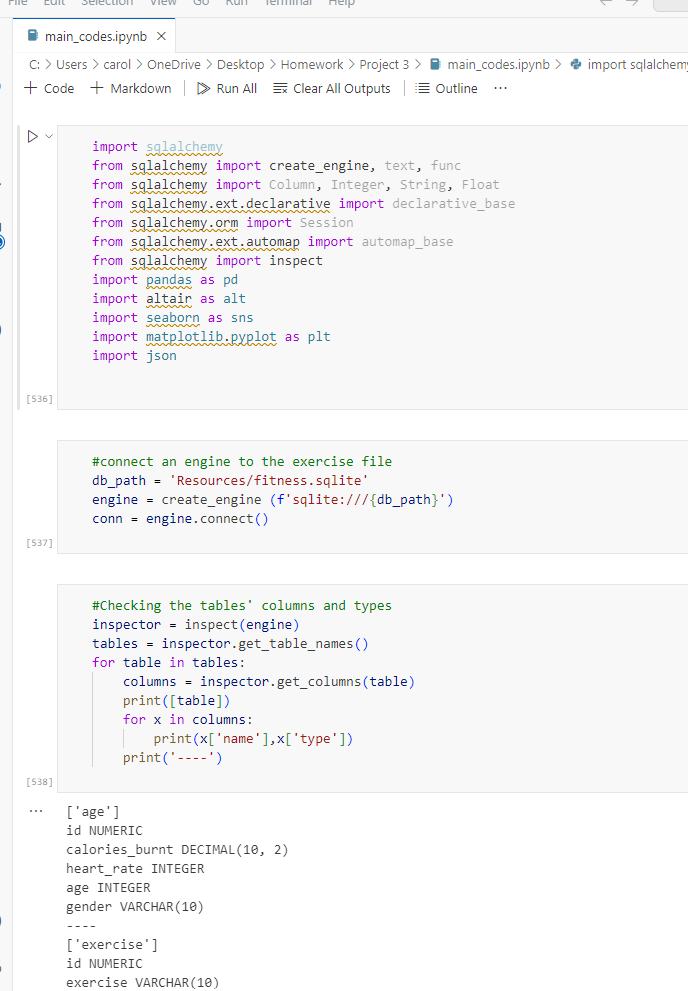 File Edit Selection View Go Run Terminal Help
main_codes.ipynb
C: > Users > carol > OneDrive > Desktop > Homework > Project 3 > main_codes.ipynb > import sqlalchemy
+ Code + Markdown Run All Clear All Outputs Outline ...
import sqlalchemy
from sqlalchemy import create_engine, text, func
from sqlalchemy import Column, Integer, String, Float
from sqlalchemy.ext.declarative import declarative_base
from sqlalchemy.orm import Session
from sqlalchemy.ext.automap import automap_base
from sqlalchemy import inspect
import pandas as pd
import altair as alt
import seaborn as sns
import matplotlib.pyplot as plt
import json
[536]
#connect an engine to the exercise file
db_path = 'Resources/fitness.sqlite'
engine = create_engine (f'sqlite:///{db_path}')
conn = engine.connect()
[537]
#Checking the tables' columns and types
inspector = inspect(engine)
tables = inspector.get_table_names()
for table in tables:
    columns = inspector.get_columns(table)
    print([table])
    for x in columns:
        print(x['name'],x['type'])
    print('----')
[538]
... ['age']
id NUMERIC
calories_burnt DECIMAL(10, 2)
heart_rate INTEGER
age INTEGER
gender VARCHAR(10)
----
['exercise']
id NUMERIC
exercise VARCHAR(10)